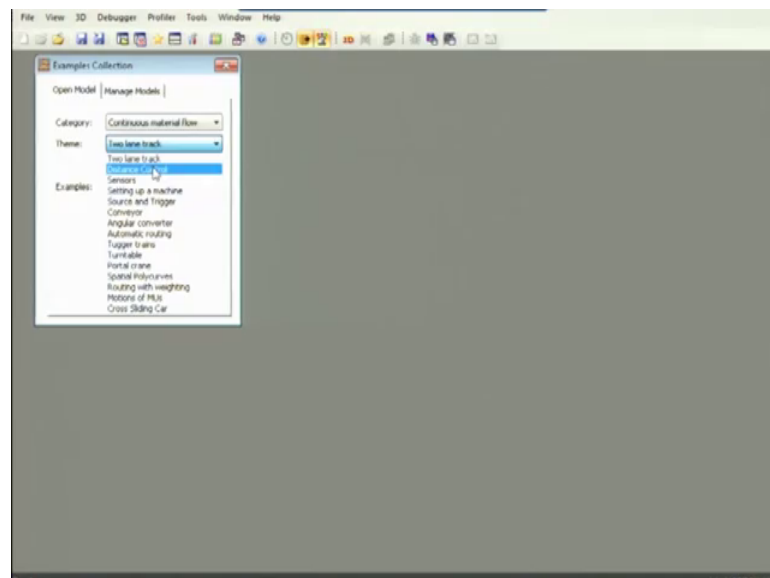 File View 3D Debugger Profiler Tools Window Help
3D
Examples Collection
Open Model Manage Models
Category: Continuous material flow
Theme: Two lane track
Two lane track
Distance Control
Sensors
Examples:
Setting up a machine
Source and Trigger
Conveyor
Angular converter
Automatic routing
Tugger trains
Turntable
Portal crane
Spatial Polycurves
Routing with weighting
Motions of MUs
Cross Sliding Car